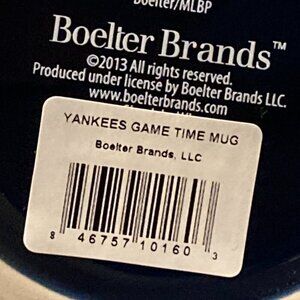 Boelter/MLBP
Boelter Brands™
©2013 All rights reserved.
Produced under license by Boelter Brands LLC.
www.boelterbrands.com
YANKEES GAME TIME MUG
Boelter Brands, LLC
8 46757 10160 3